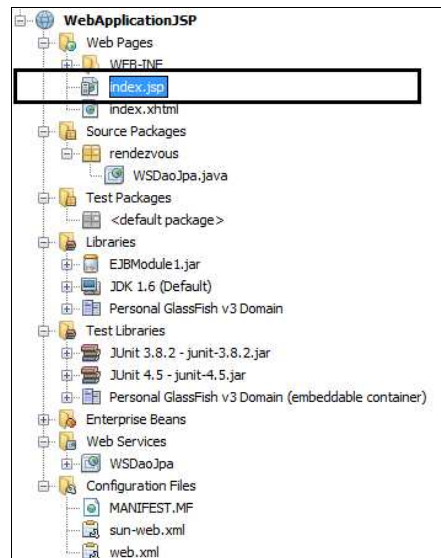 WebApplicationJSP
Web Pages
WEB-INF
index.jsp
index.xhtml
Source Packages
rendezvous
WSDaoJpa.java
Test Packages
<default package>
Libraries
EJBModule1.jar
JDK 1.6 (Default)
Personal GlassFish v3 Domain
Test Libraries
JUnit 3.8.2 - junit-3.8.2.jar
JUnit 4.5 - junit-4.5.jar
Personal GlassFish v3 Domain (embeddable container)
Enterprise Beans
Web Services
WSDaoJpa
Configuration Files
MANIFEST.MF
sun-web.xml
web.xml